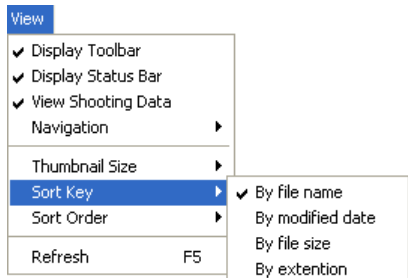 View
Display Toolbar
Display Status Bar
View Shooting Data
Navigation
Thumbnail Size
Sort Key
By file name
Sort Order
By modified date
By file size
Refresh F5
By extention